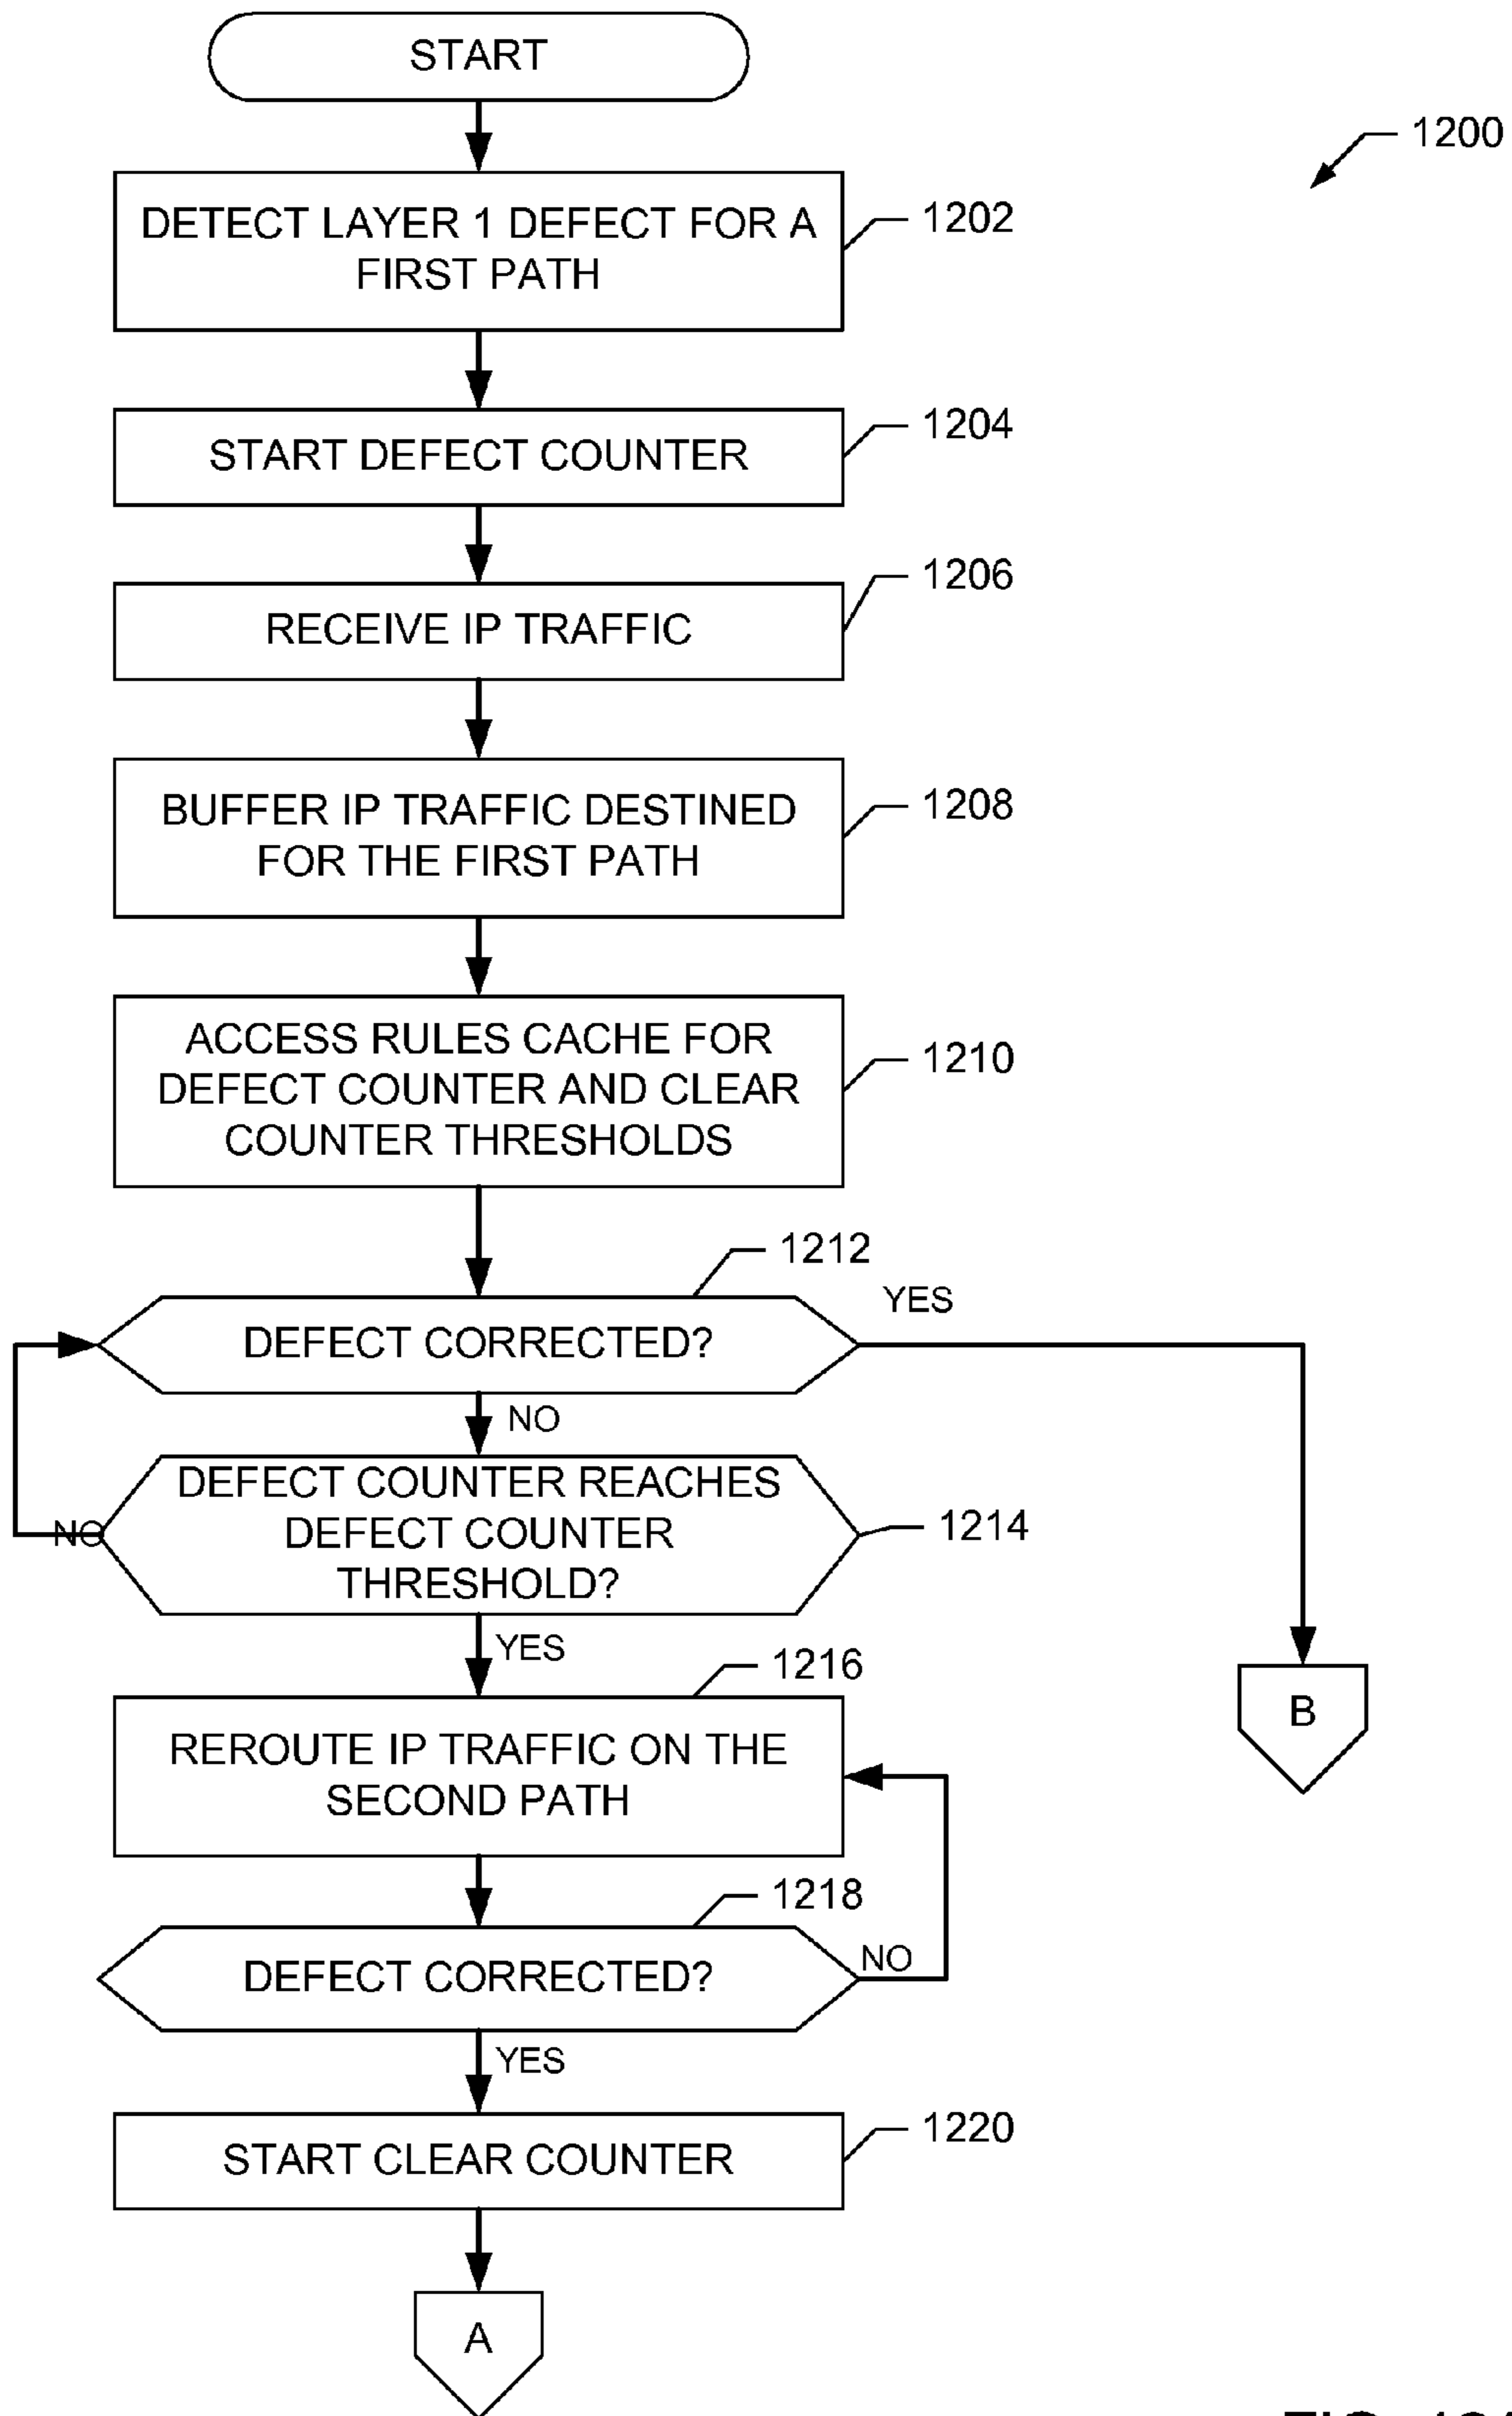 START
1200
DETECT LAYER 1 DEFECT FOR A
FIRST PATH
1202
START DEFECT COUNTER
1204
RECEIVE IP TRAFFIC
1206
BUFFER IP TRAFFIC DESTINED
FOR THE FIRST PATH
1208
ACCESS RULES CACHE FOR
DEFECT COUNTER AND CLEAR
COUNTER THRESHOLDS
1210
1212
YES
DEFECT CORRECTED?
NO
DEFECT COUNTER REACHES
DEFECT COUNTER
THRESHOLD?
1214
NO
YES
1216
B
REROUTE IP TRAFFIC ON THE
SECOND PATH
1218
DEFECT CORRECTED?
NO
YES
START CLEAR COUNTER
1220
A